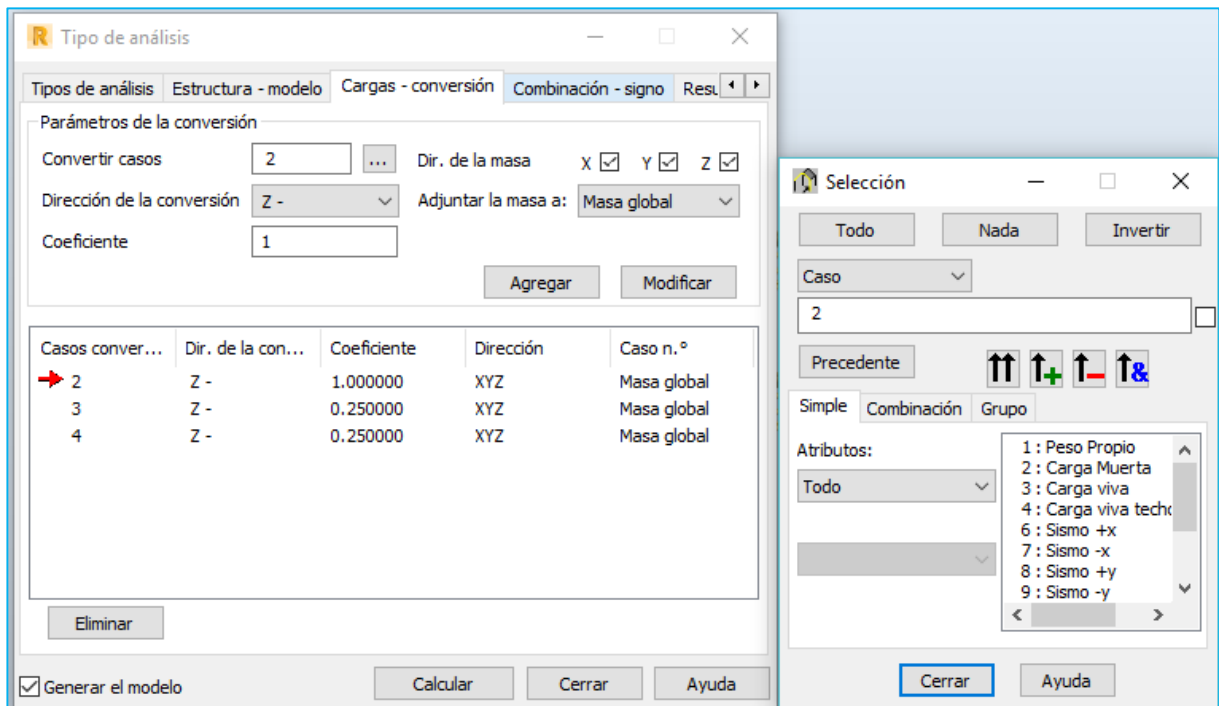 Tipo de análisis
Tipos de análisis Estructura - modelo Cargas - conversión Combinación - signo Resu
Parámetros de la conversión
Convertir casos 2 ... Dir. de la masa X Y Z
Dirección de la conversión Z - Adjuntar la masa a: Masa global
Coeficiente 1
Agregar Modificar
Casos conver... Dir. de la con... Coeficiente Dirección Caso n.º
2 Z - 1.000000 XYZ Masa global
3 Z - 0.250000 XYZ Masa global
4 Z - 0.250000 XYZ Masa global
Eliminar
Generar el modelo Calcular Cerrar Ayuda
Selección
Todo Nada Invertir
Caso
2
Precedente
Simple Combinación Grupo
Atributos:
Todo
1 : Peso Propio
2 : Carga Muerta
3 : Carga viva
4 : Carga viva techo
6 : Sismo +x
7 : Sismo -x
8 : Sismo +y
9 : Sismo -y
Cerrar Ayuda